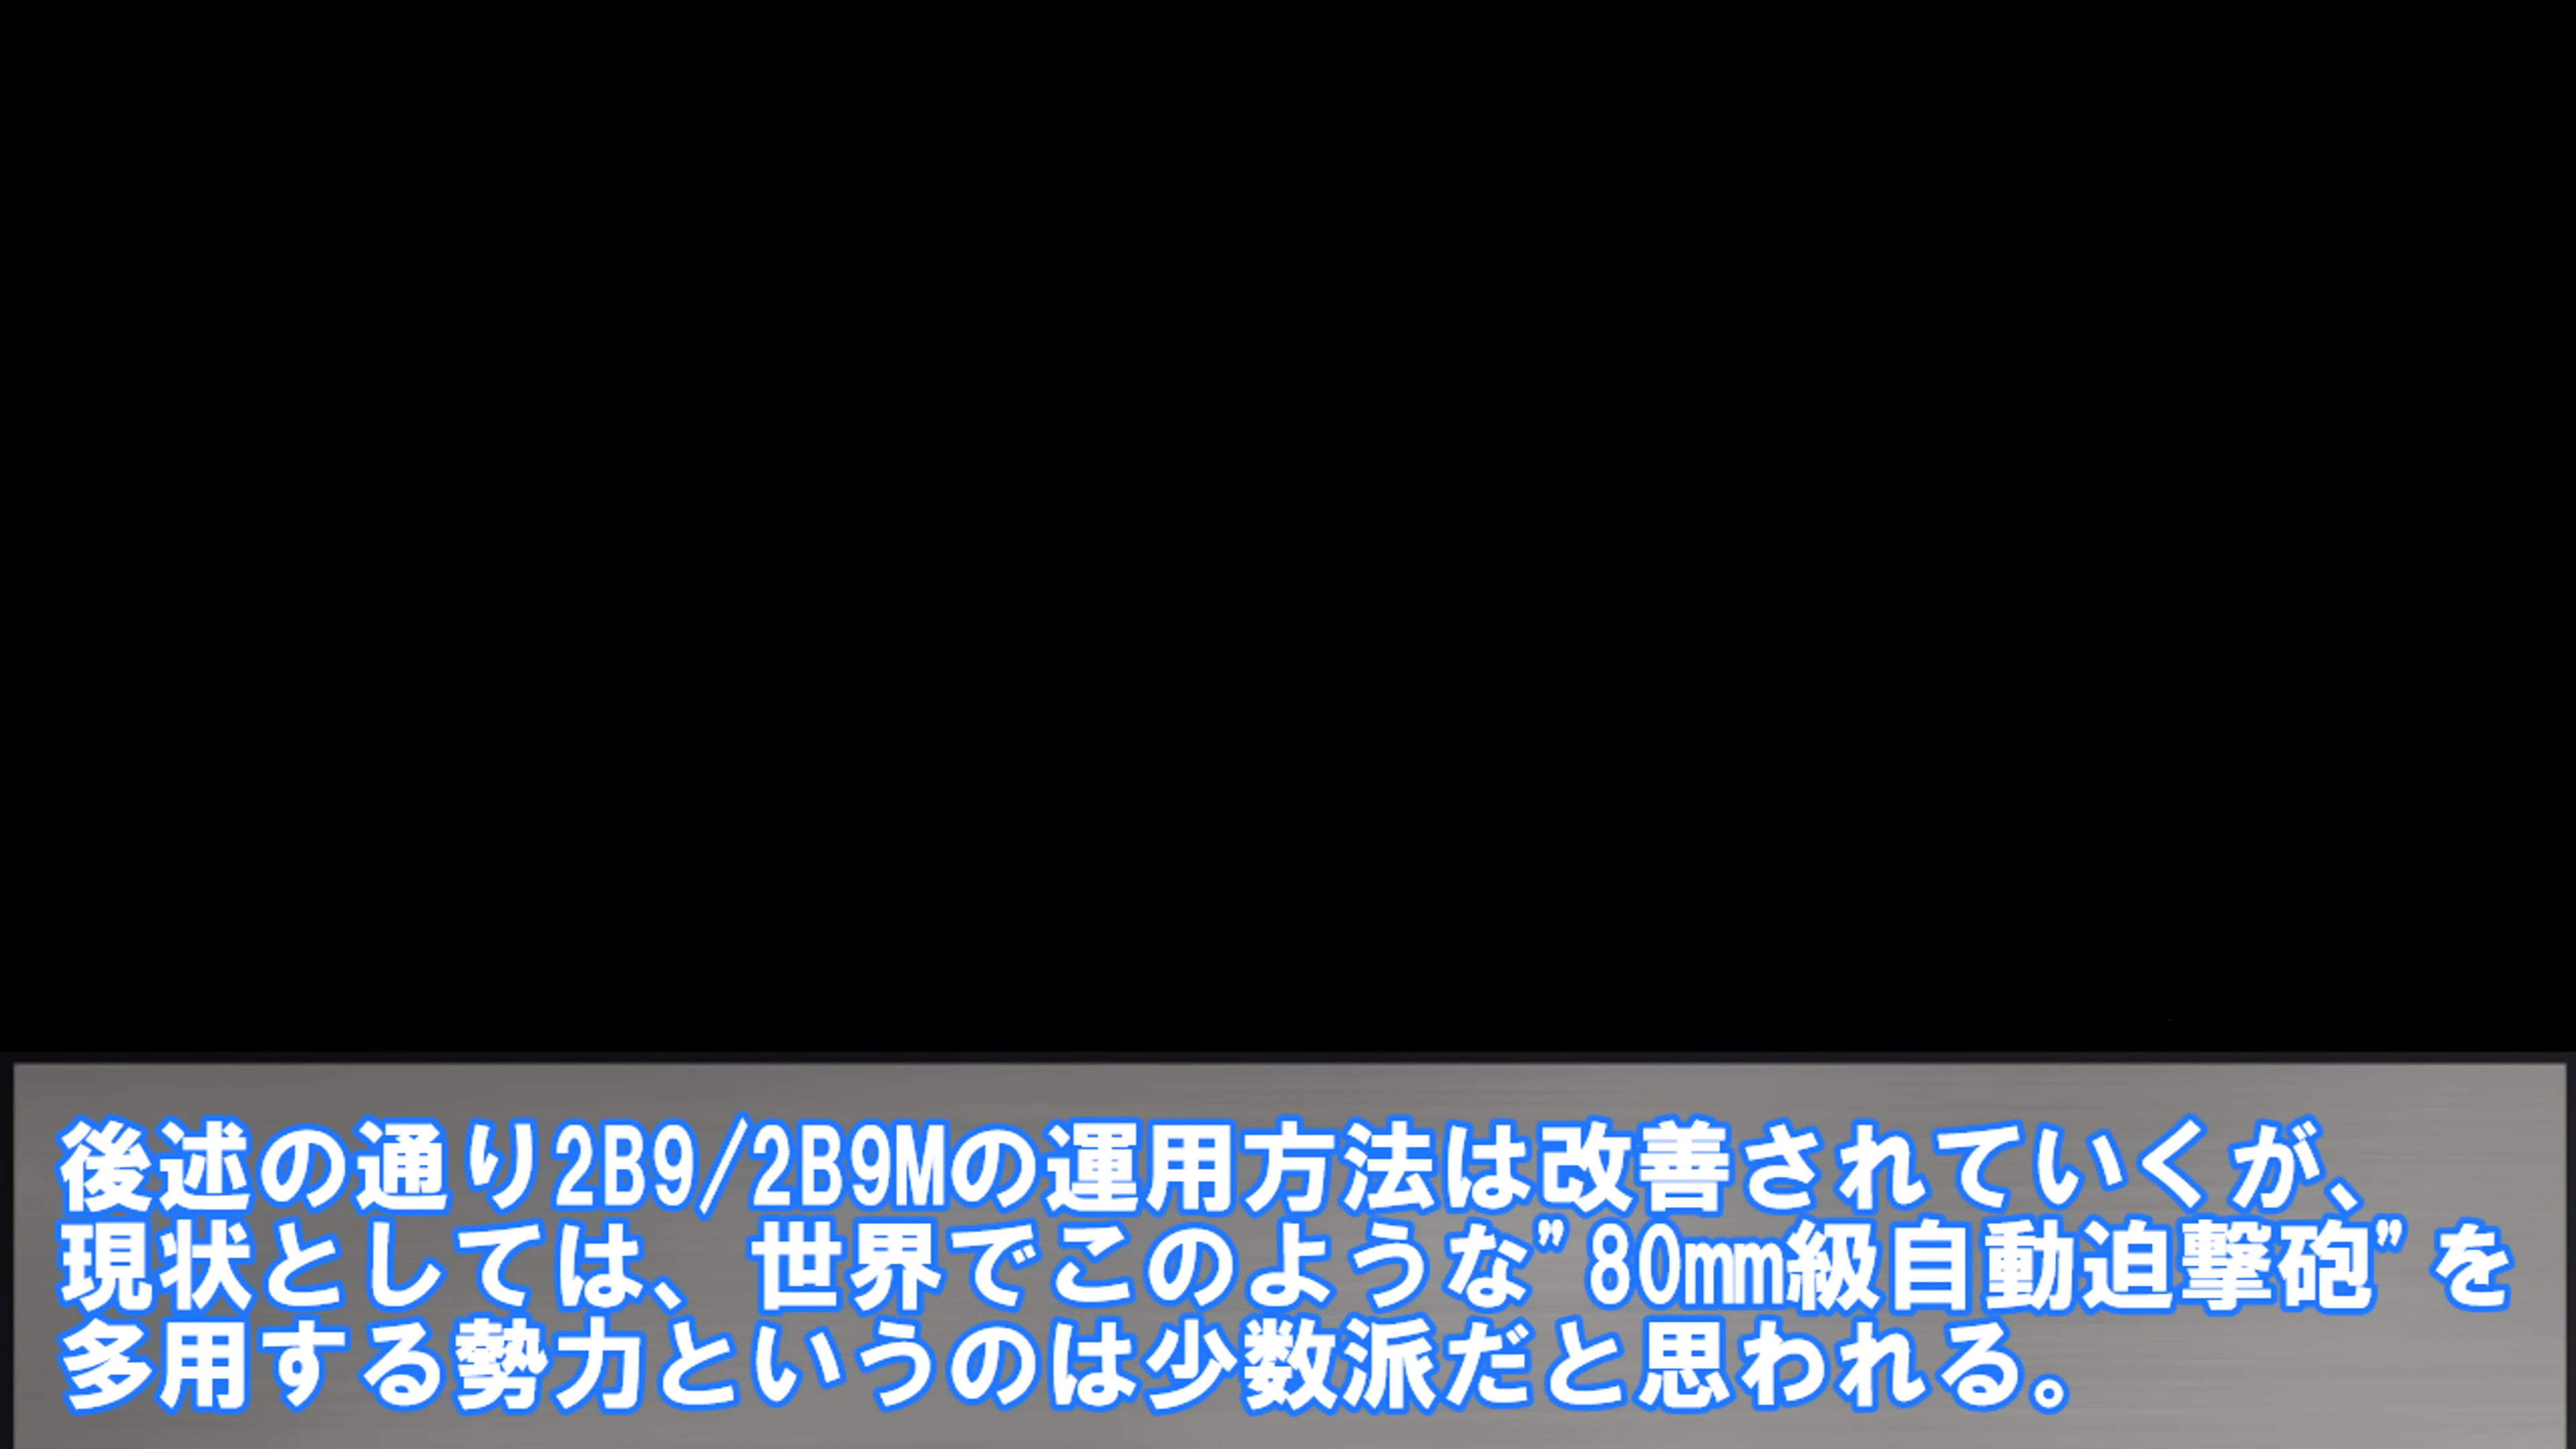 後述の通り2B9/2B9Mの運用方法は改善されていくが、
現状としては、世界でこのような"80mm級自動迫撃砲"を
多用する勢力というのは少数派だと思われる。